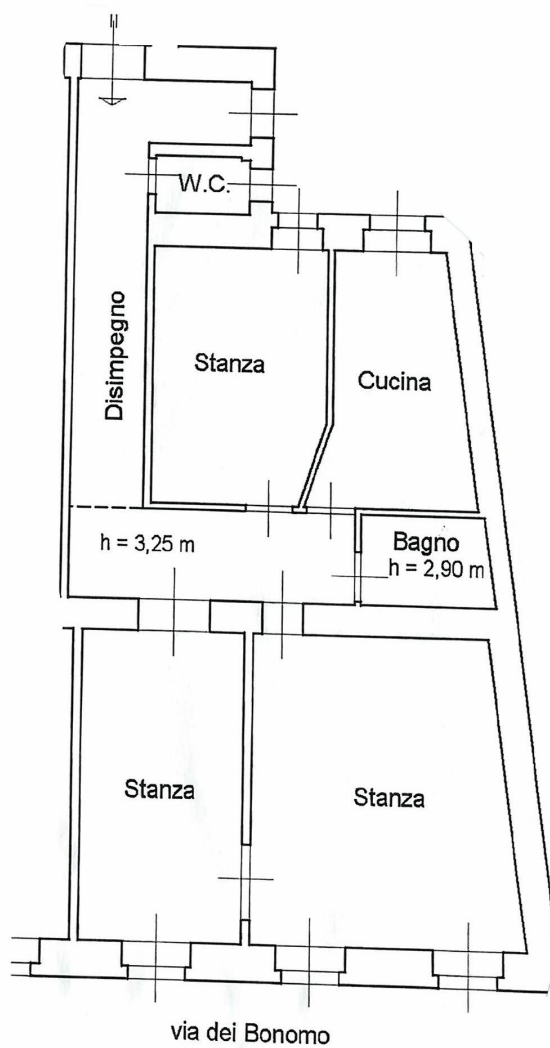 W.C.
Disimpegno
Stanza
Cucina
h = 3,25 m
Bagno
h = 2,90 m
Stanza
Stanza
via dei Bonomo